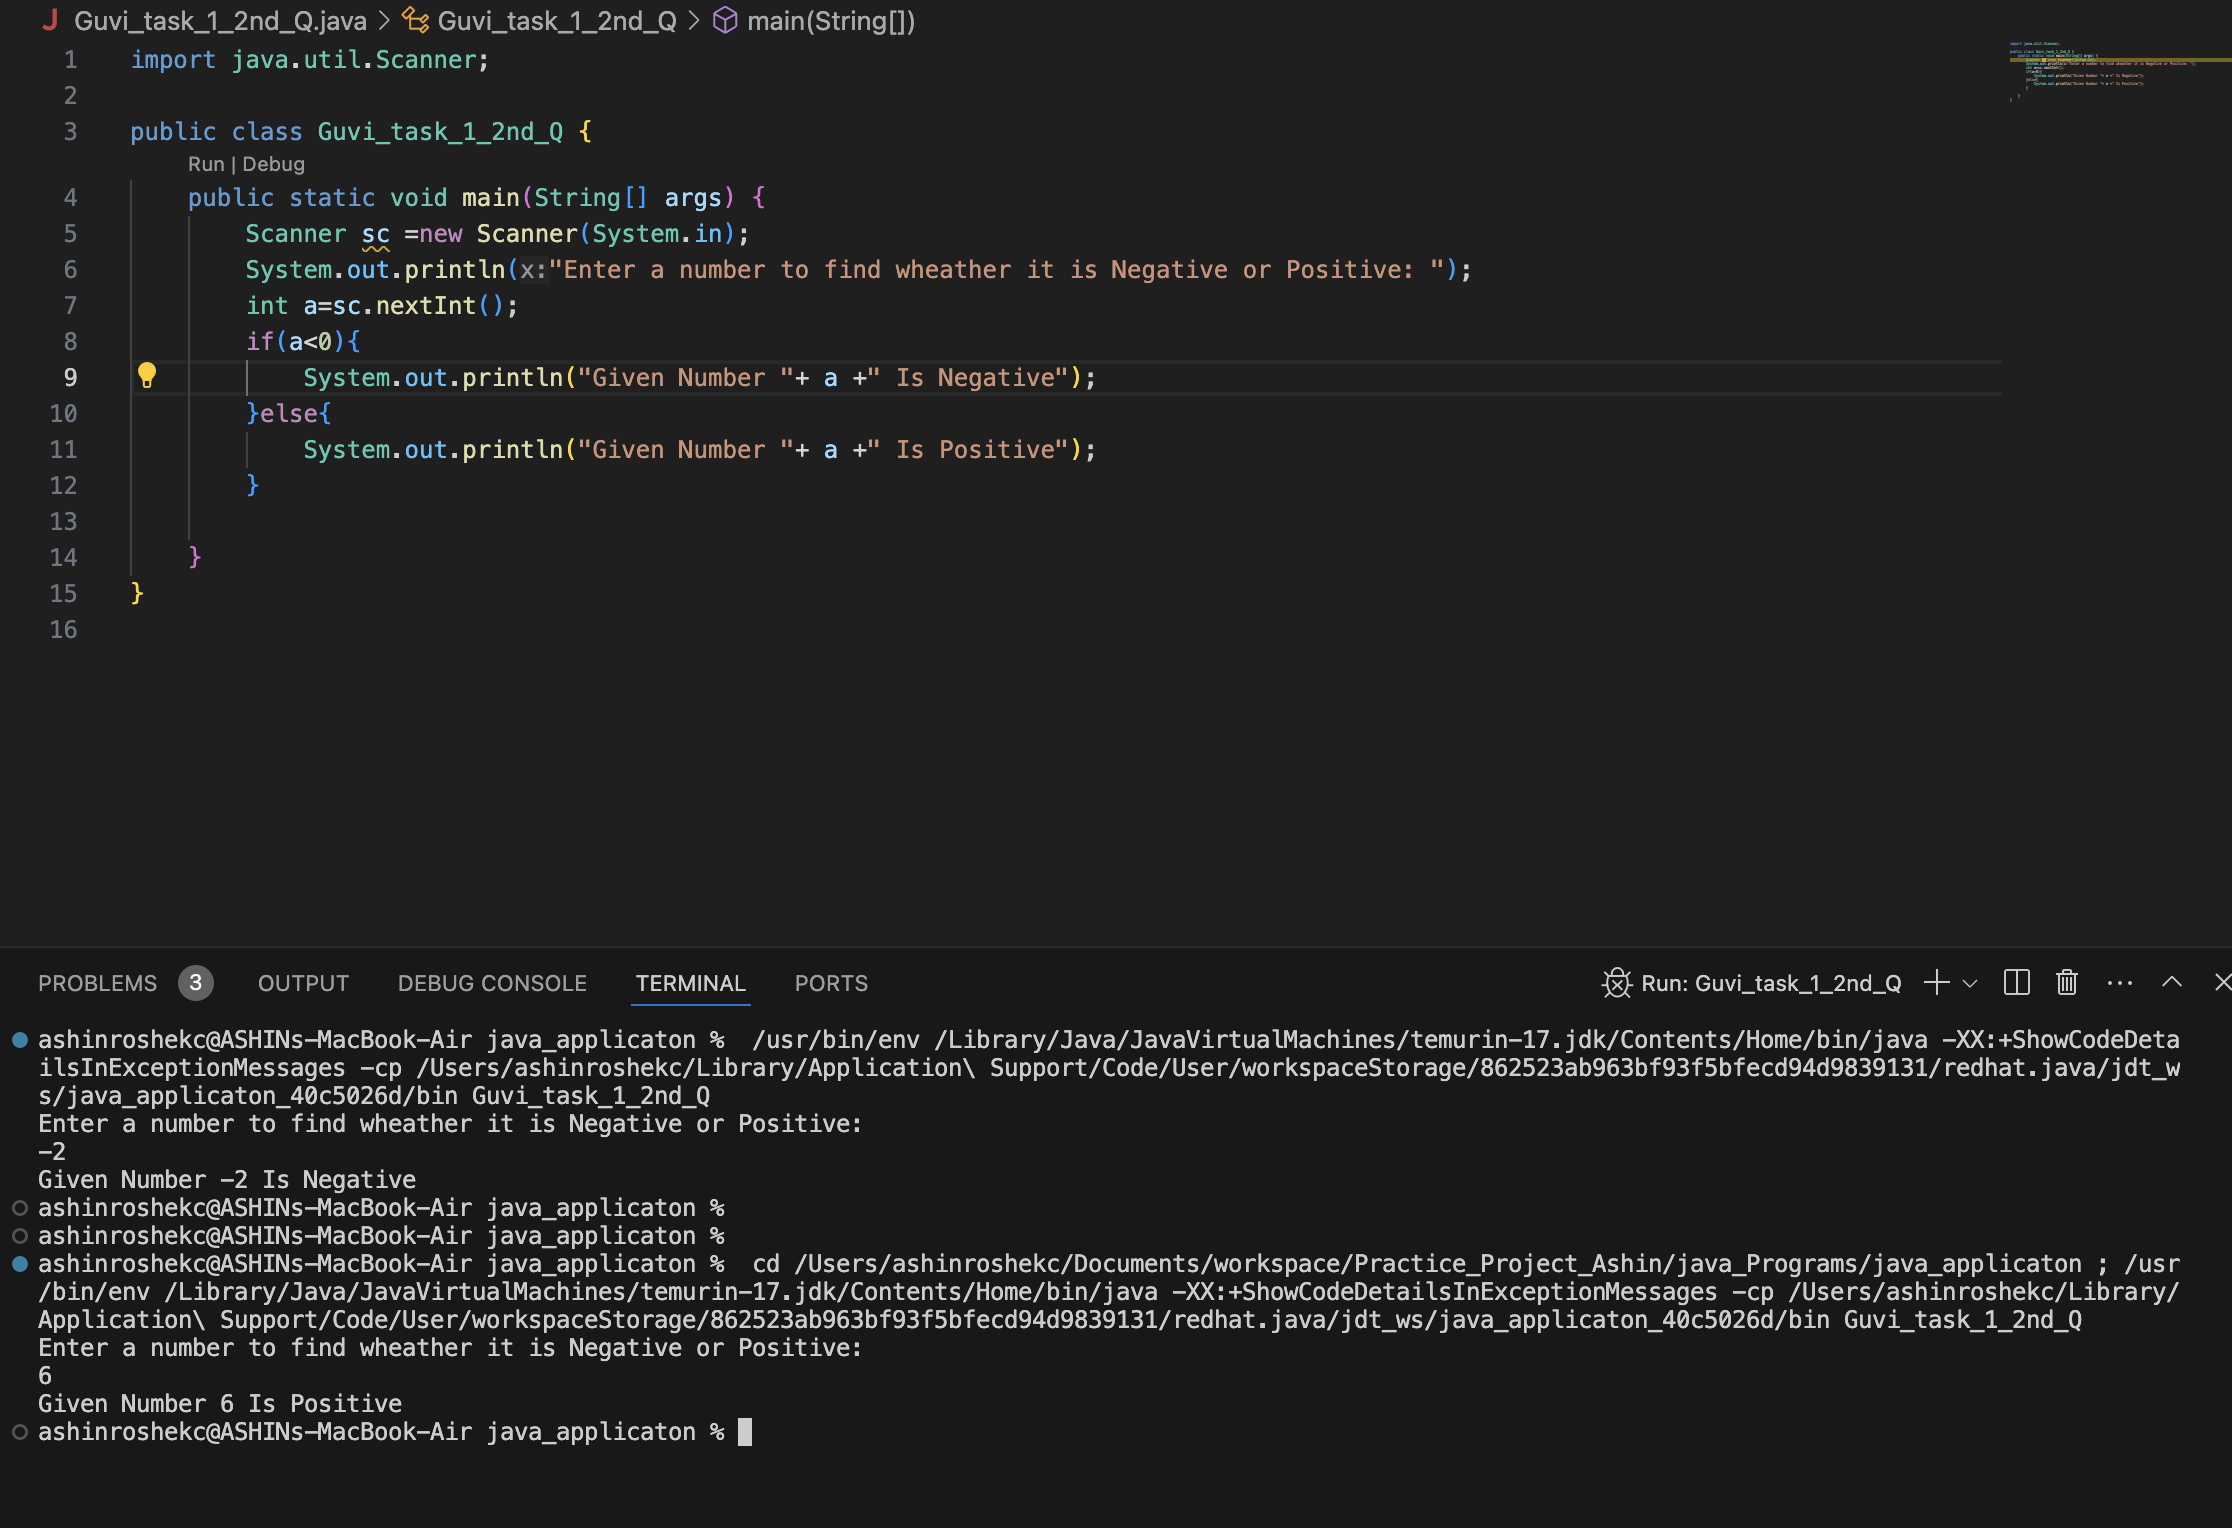 Guvi_task_1_2nd_Q.java > Guvi_task_1_2nd_Q > main(String[])
1 import java.util.Scanner;
2
3 public class Guvi_task_1_2nd_Q {
Run | Debug
4 public static void main(String[] args) {
5 Scanner sc =new Scanner(System.in);
6 System.out.println(x:"Enter a number to find wheather it is Negative or Positive: ");
7 int a=sc.nextInt();
8 if(a<0){
9 System.out.println("Given Number "+ a +" Is Negative");
10 }else{
11 System.out.println("Given Number "+ a +" Is Positive");
12 }
13
14 }
15 }
16
PROBLEMS 3 OUTPUT DEBUG CONSOLE TERMINAL PORTS Run: Guvi_task_1_2nd_Q
ashinroshekc@ASHINs-MacBook-Air java_applicaton %  /usr/bin/env /Library/Java/JavaVirtualMachines/temurin-17.jdk/Contents/Home/bin/java -XX:+ShowCodeDeta
ilsInExceptionMessages -cp /Users/ashinroshekc/Library/Application\ Support/Code/User/workspaceStorage/862523ab963bf93f5bfecd94d9839131/redhat.java/jdt_w
s/java_applicaton_40c5026d/bin Guvi_task_1_2nd_Q
Enter a number to find wheather it is Negative or Positive:
-2
Given Number -2 Is Negative
ashinroshekc@ASHINs-MacBook-Air java_applicaton %
ashinroshekc@ASHINs-MacBook-Air java_applicaton %
ashinroshekc@ASHINs-MacBook-Air java_applicaton %  cd /Users/ashinroshekc/Documents/workspace/Practice_Project_Ashin/java_Programs/java_applicaton ; /usr
/bin/env /Library/Java/JavaVirtualMachines/temurin-17.jdk/Contents/Home/bin/java -XX:+ShowCodeDetailsInExceptionMessages -cp /Users/ashinroshekc/Library/
Application\ Support/Code/User/workspaceStorage/862523ab963bf93f5bfecd94d9839131/redhat.java/jdt_ws/java_applicaton_40c5026d/bin Guvi_task_1_2nd_Q
Enter a number to find wheather it is Negative or Positive:
6
Given Number 6 Is Positive
ashinroshekc@ASHINs-MacBook-Air java_applicaton %